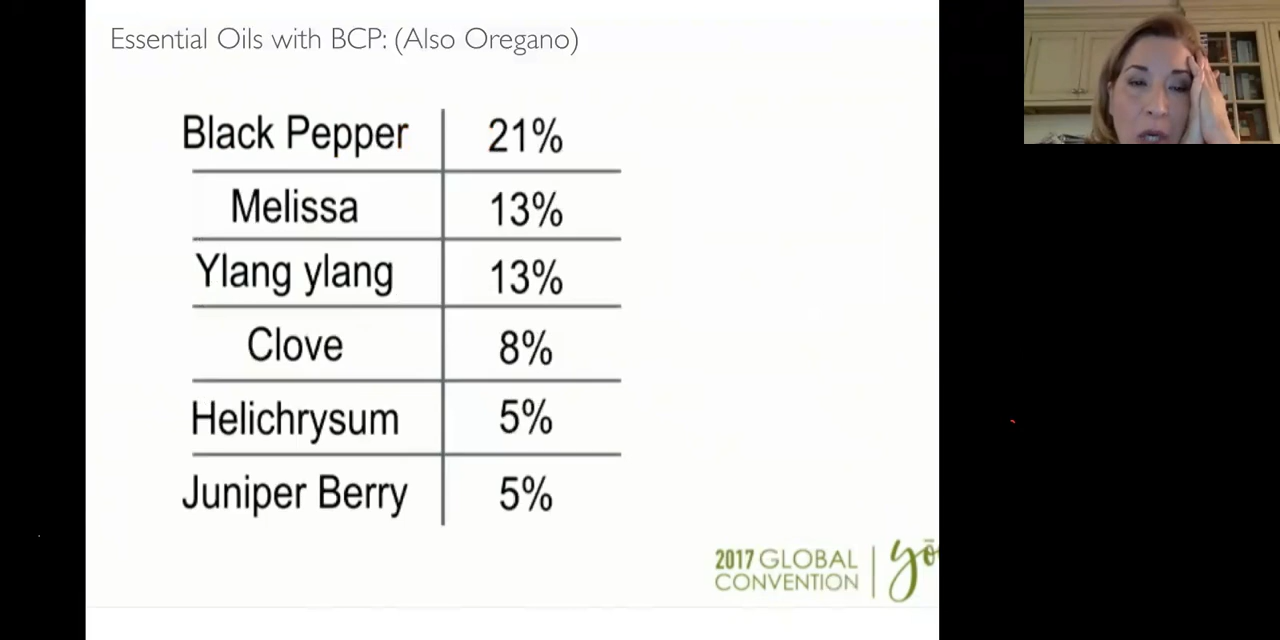 Essential Oils with BCP: (Also Oregano)
Black Pepper 21%
Melissa 13%
Ylang ylang 13%
Clove 8%
Helichrysum 5%
Juniper Berry 5%
2017 GLOBAL
CONVENTION
yō